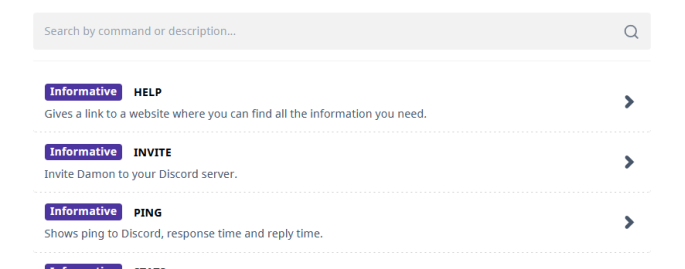 Search by command or description...
Informative HELP
Gives a link to a website where you can find all the information you need.
Informative INVITE
Invite Damon to your Discord server.
Informative PING
Shows ping to Discord, response time and reply time.
Informative STATS